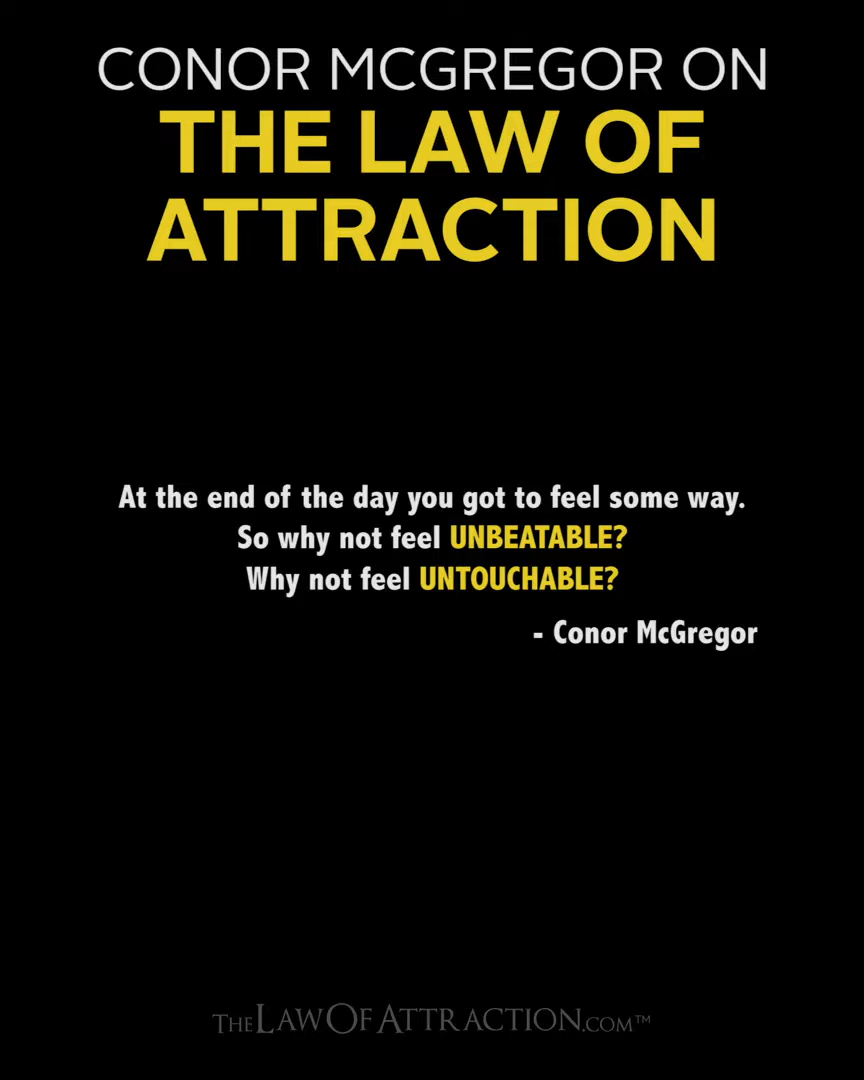 CONOR MCGREGOR ON
THE LAW OF
ATTRACTION
At the end of the day you got to feel some way.
So why not feel UNBEATABLE?
Why not feel UNTOUCHABLE?
- Conor McGregor
THELAWOFATTRACTION.COM™